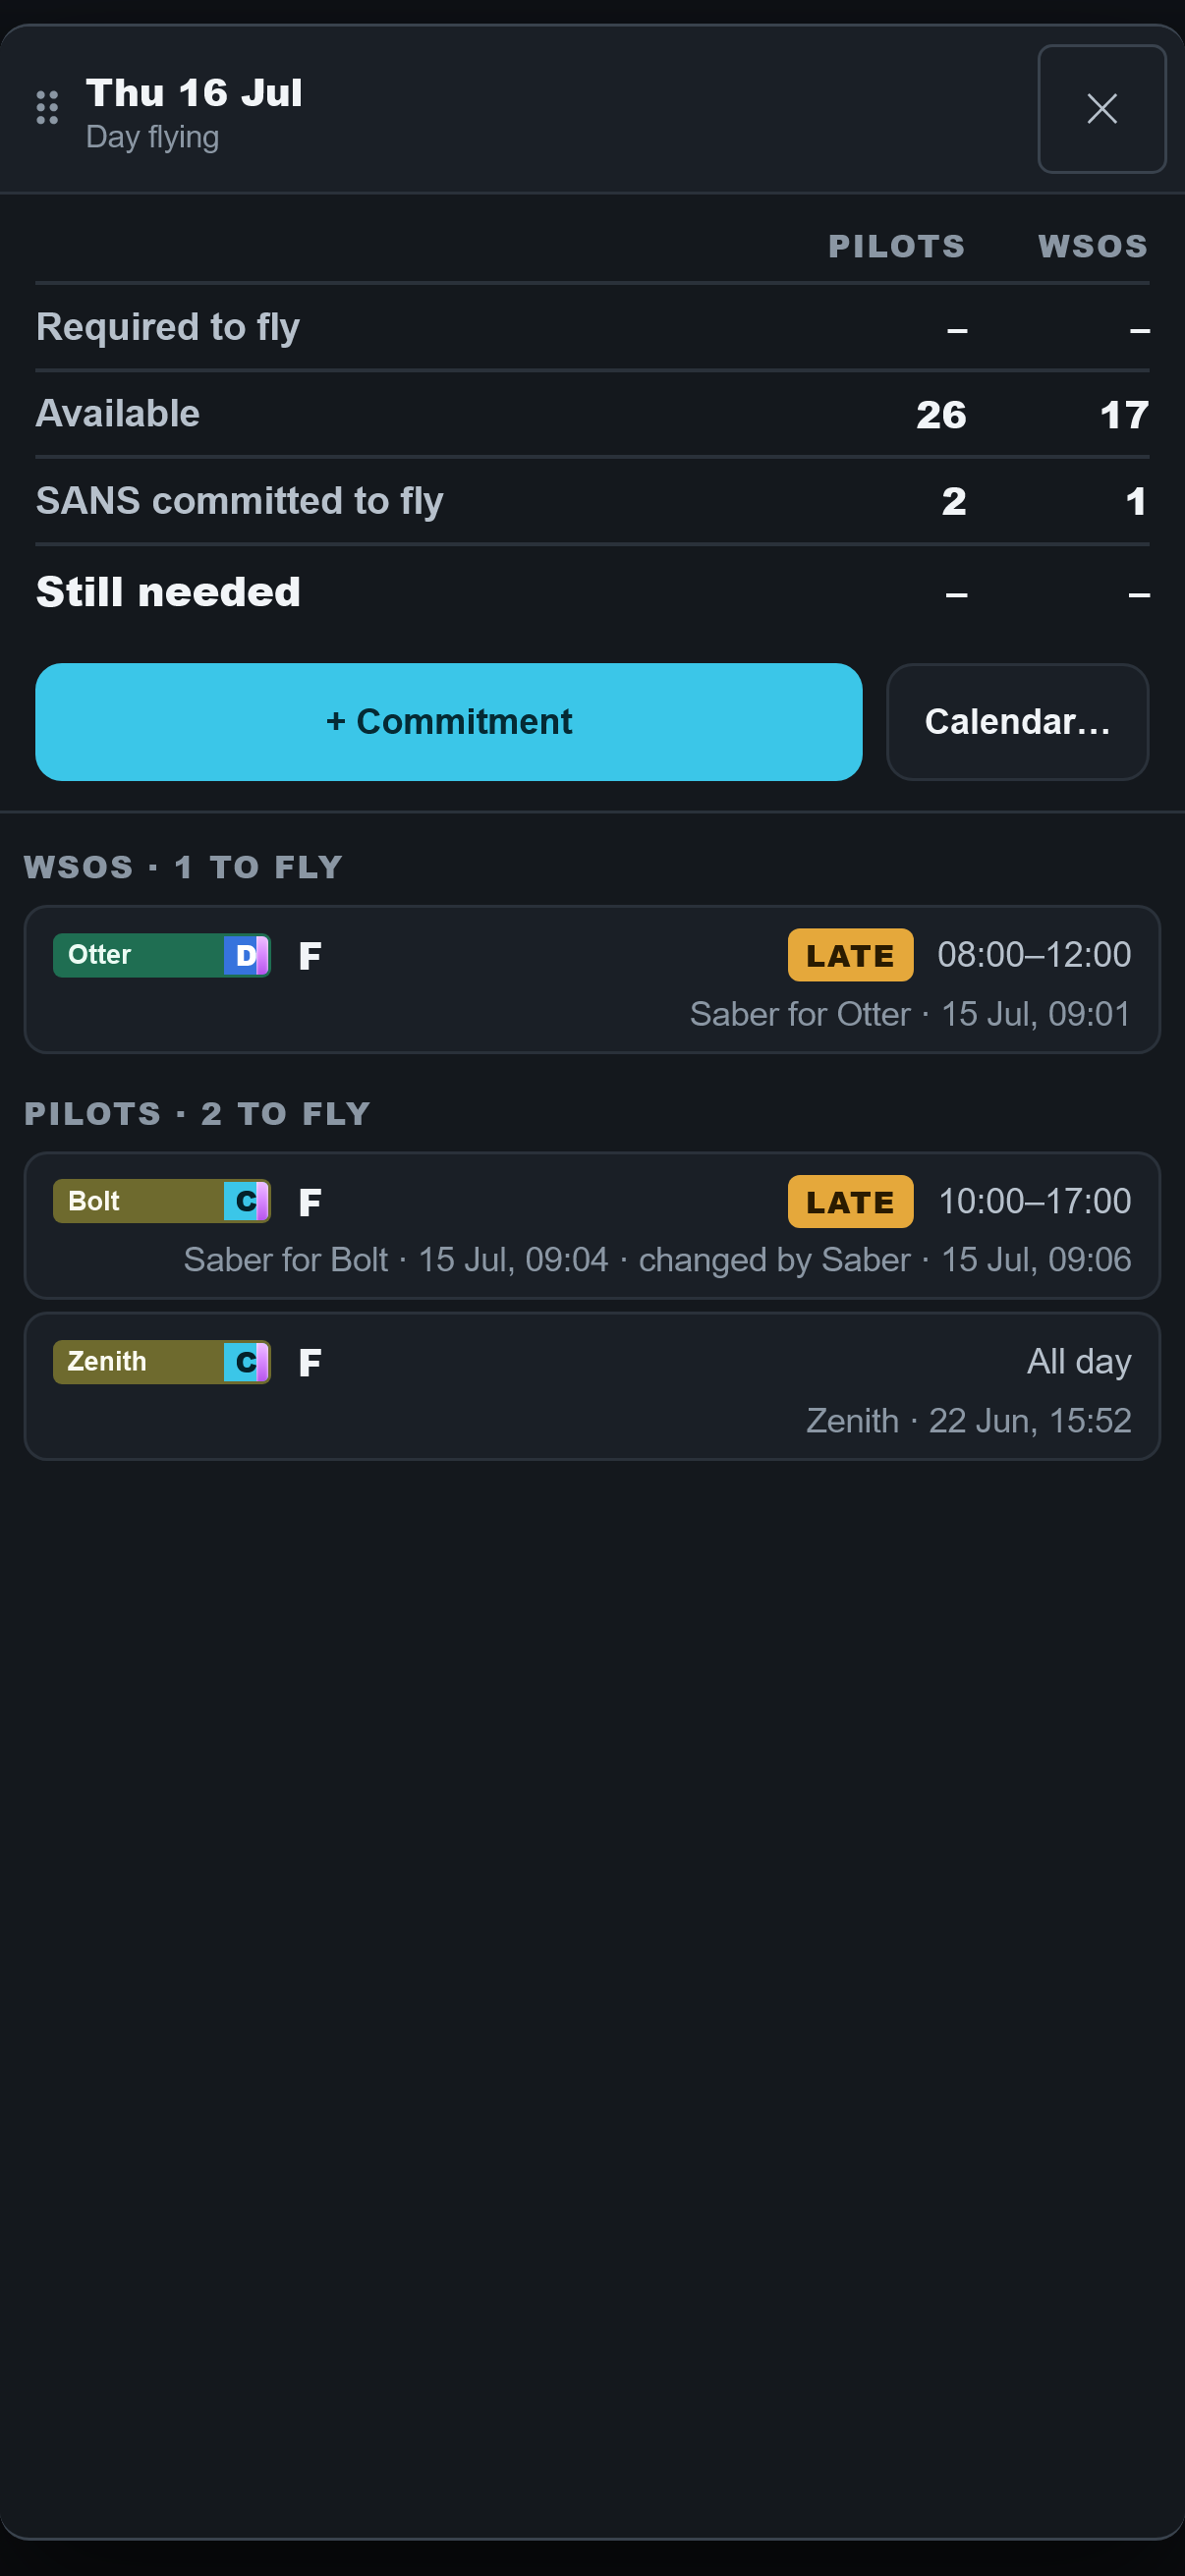 Thu 16 Jul
Day flying
PILOTS WSOS
Required to fly – –
Available 26 17
SANS committed to fly 2 1
Still needed – –
+ Commitment Calendar...
WSOS · 1 TO FLY
Otter D F LATE 08:00–12:00
Saber for Otter · 15 Jul, 09:01
PILOTS · 2 TO FLY
Bolt C F LATE 10:00–17:00
Saber for Bolt · 15 Jul, 09:04 · changed by Saber · 15 Jul, 09:06
Zenith C F All day
Zenith · 22 Jun, 15:52